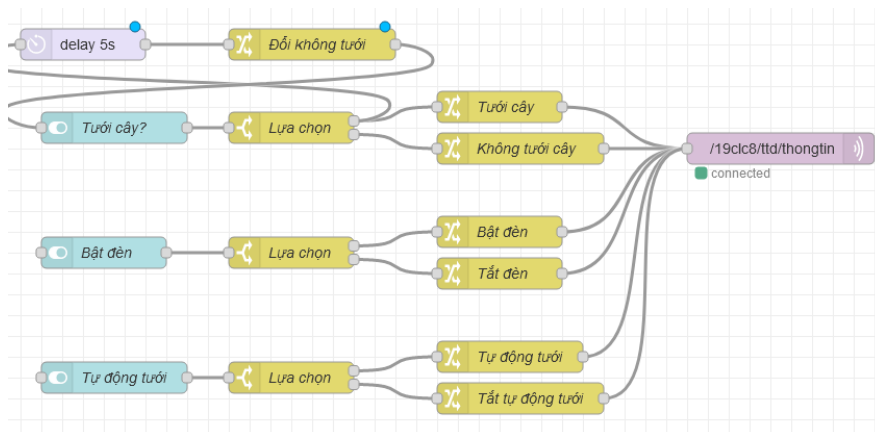 delay 5s
Đổi không tưới
Tưới cây?
Lựa chọn
Tưới cây
Không tưới cây
/19clc8/ttd/thongtin
connected
Bật đèn
Lựa chọn
Bật đèn
Tắt đèn
Tự động tưới
Lựa chọn
Tự động tưới
Tắt tự động tưới